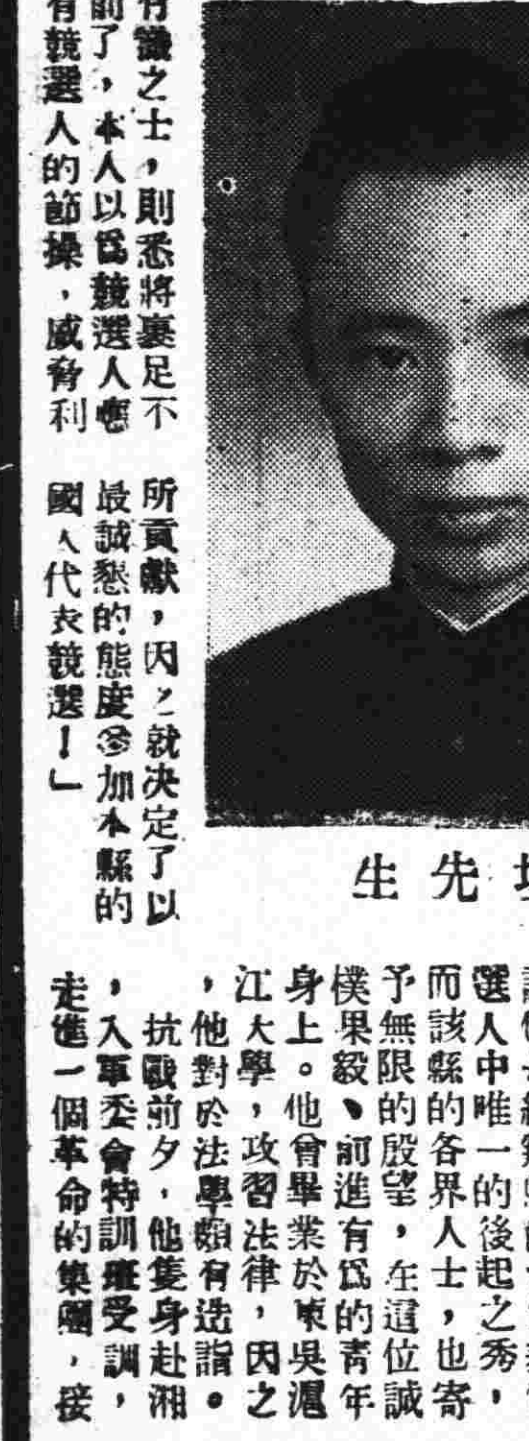 有識之士，則悉將裹足不
前了，本人以爲競選人應
有競選人的節操，威脅利
所貢獻，因之就决定了以
最誠懇的態度參加本縣的
國大代表競選！」
先生
選人中唯一的後起之秀，
而該縣的各界人士，也寄
予無限的殷望，在這位誠
樸果毅、前進有爲的青年
身上。他曾畢業於東吳滬
江大學，攻習法律，因之
，他對於法學頗有造詣。
抗戰前夕，他隻身赴湘
，入軍委會特訓班受訓，
走進一個革命的集團，接